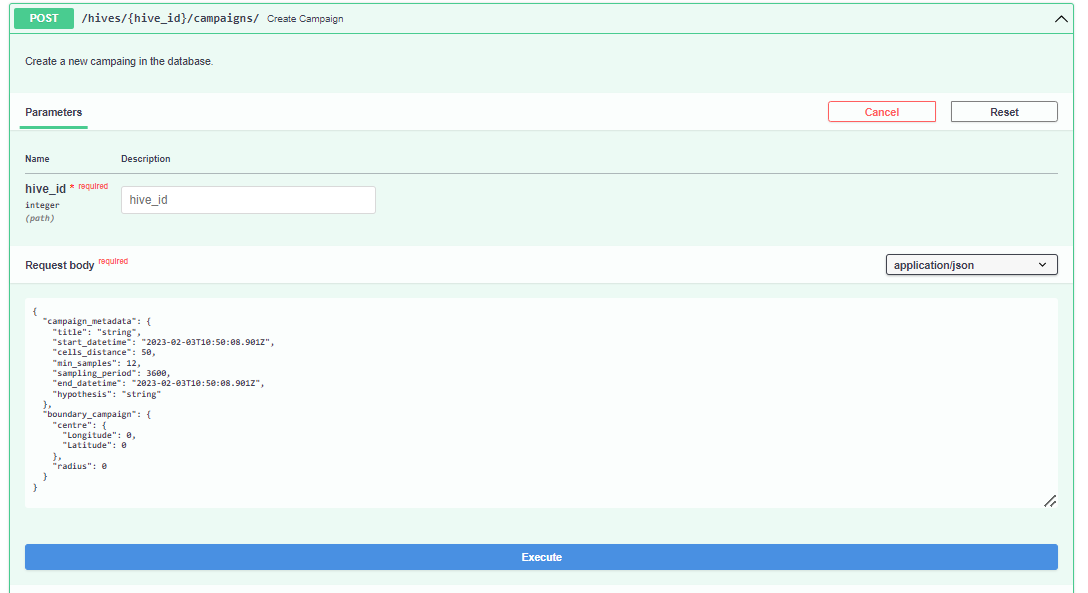 POST /hives/{hive_id}/campaigns/ Create Campaign
Create a new campaing in the database.
Parameters
Cancel
Reset
Name Description
hive_id * required
integer
(path)
hive_id
Request body required
application/json
{
  "campaign_metadata": {
    "title": "string",
    "start_datetime": "2023-02-03T10:50:08.901Z",
    "cells_distance": 50,
    "min_samples": 12,
    "sampling_period": 3600,
    "end_datetime": "2023-02-03T10:50:08.901Z",
    "hypothesis": "string"
  },
  "boundary_campaign": {
    "centre": {
      "Longitude": 0,
      "Latitude": 0
    },
    "radius": 0
  }
}
Execute